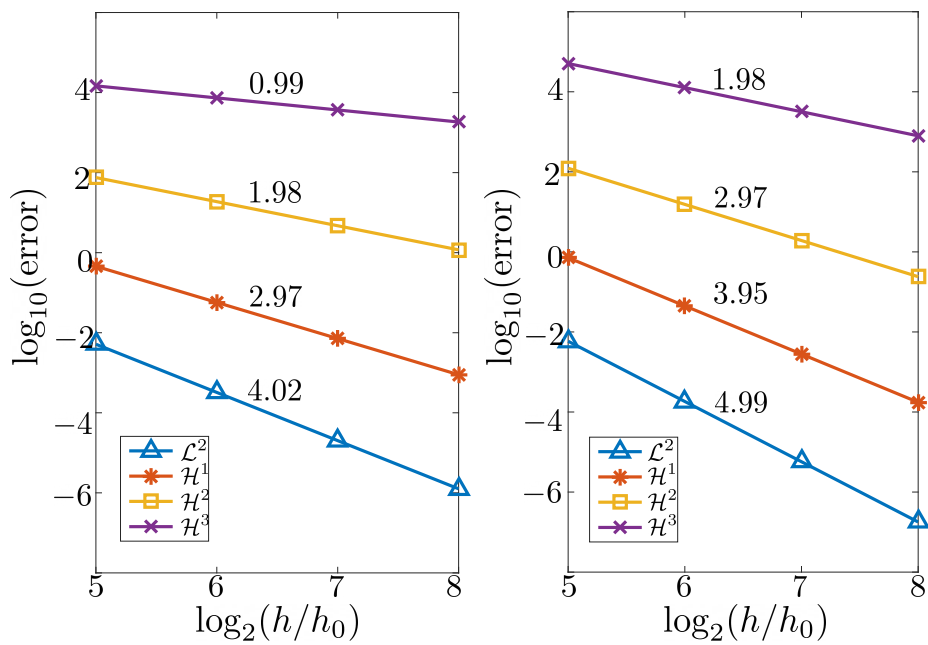 4
2
0
−2
−4
−6
log₁₀(error)
0.99
1.98
2.97
4.02
ℒ²
ℋ¹
ℋ²
ℋ³
5 6 7 8
log₂(h/h₀)
4
2
0
−2
−4
−6
log₁₀(error)
1.98
2.97
3.95
4.99
ℒ²
ℋ¹
ℋ²
ℋ³
5 6 7 8
log₂(h/h₀)